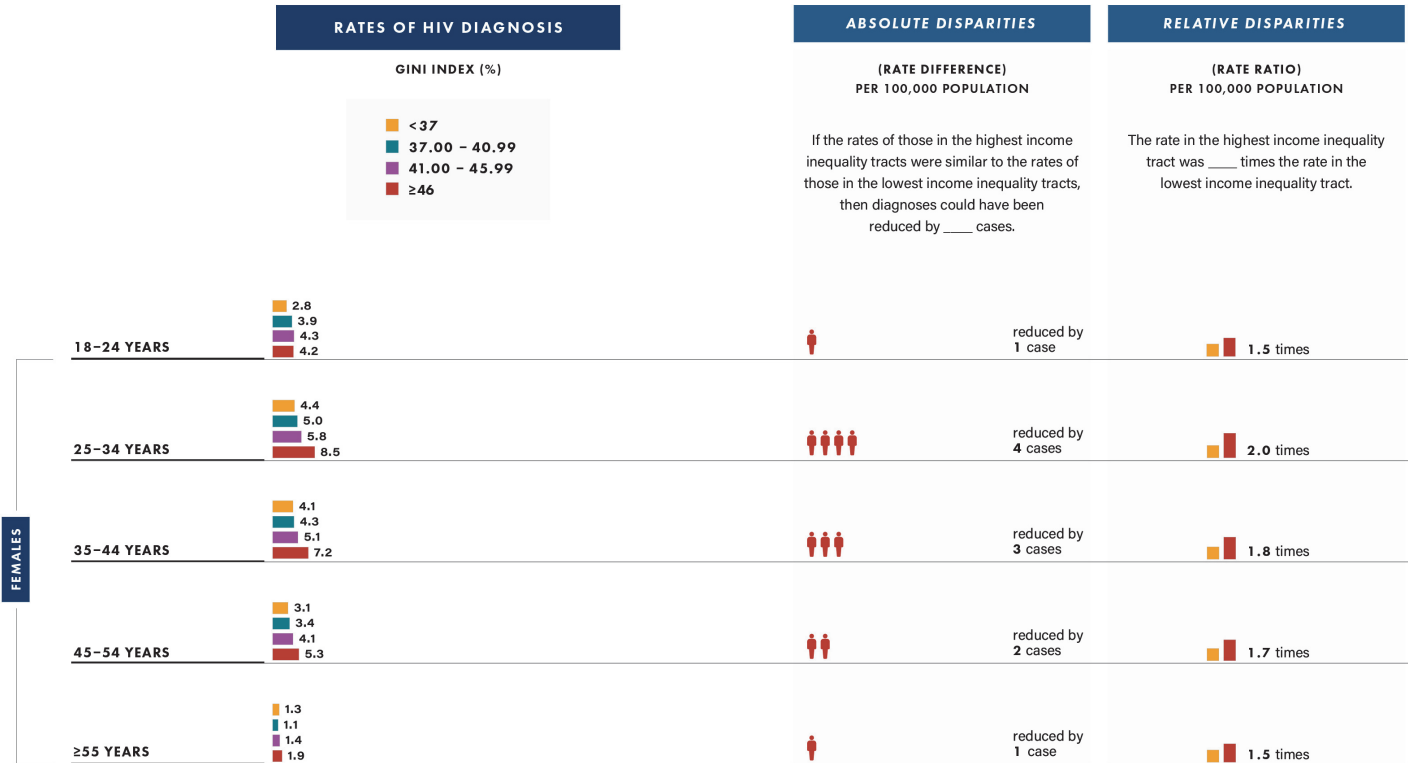 RATES OF HIV DIAGNOSIS
GINI INDEX (%)
<37
37.00 – 40.99
41.00 – 45.99
≥46
ABSOLUTE DISPARITIES
(RATE DIFFERENCE)
PER 100,000 POPULATION
If the rates of those in the highest income
inequality tracts were similar to the rates of
those in the lowest income inequality tracts,
then diagnoses could have been
reduced by ____ cases.
RELATIVE DISPARITIES
(RATE RATIO)
PER 100,000 POPULATION
The rate in the highest income inequality
tract was ____ times the rate in the
lowest income inequality tract.
FEMALES
18–24 YEARS
2.8
3.9
4.3
4.2
reduced by
1 case
1.5 times
25–34 YEARS
4.4
5.0
5.8
8.5
reduced by
4 cases
2.0 times
35–44 YEARS
4.1
4.3
5.1
7.2
reduced by
3 cases
1.8 times
45–54 YEARS
3.1
3.4
4.1
5.3
reduced by
2 cases
1.7 times
≥55 YEARS
1.3
1.1
1.4
1.9
reduced by
1 case
1.5 times